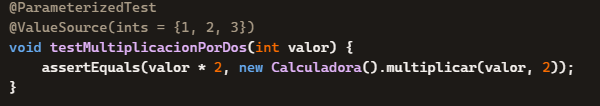 @ParameterizedTest
@ValueSource(ints = {1, 2, 3})
void testMultiplicacionPorDos(int valor) {
    assertEquals(valor * 2, new Calculadora().multiplicar(valor, 2));
}